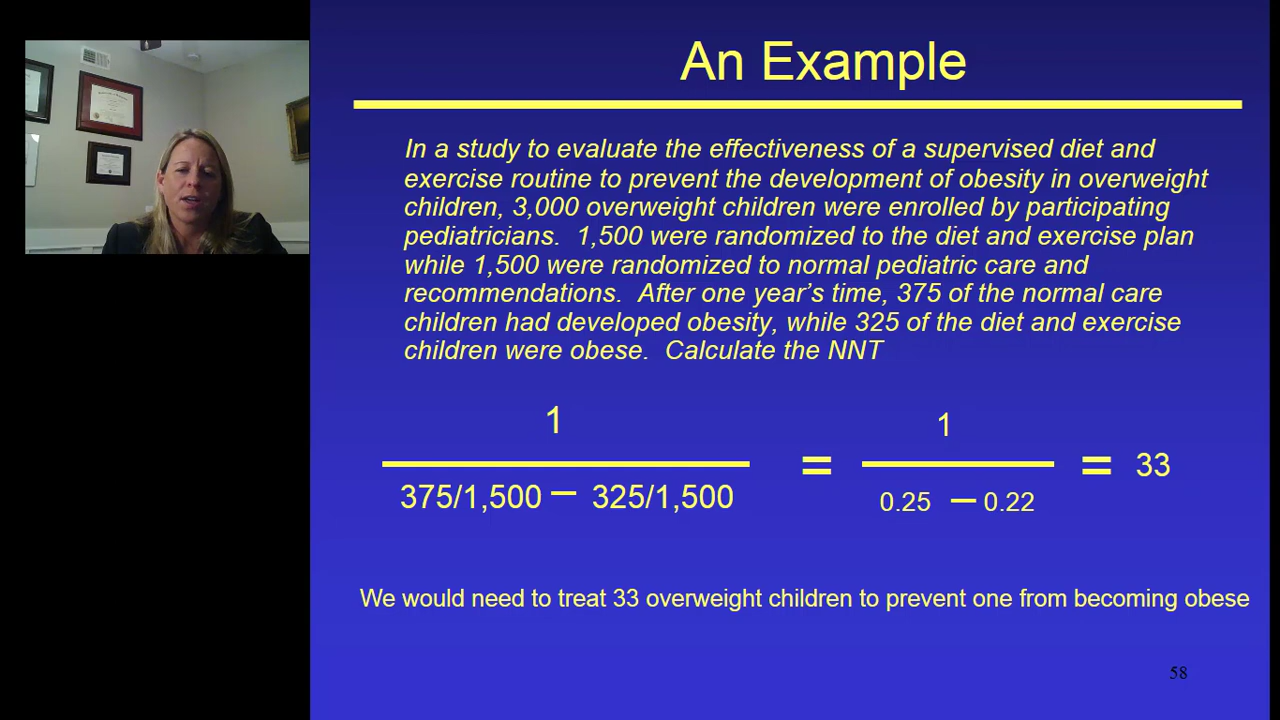 An Example
In a study to evaluate the effectiveness of a supervised diet and
exercise routine to prevent the development of obesity in overweight
children, 3,000 overweight children were enrolled by participating
pediatricians.  1,500 were randomized to the diet and exercise plan
while 1,500 were randomized to normal pediatric care and
recommendations.  After one year’s time, 375 of the normal care
children had developed obesity, while 325 of the diet and exercise
children were obese.  Calculate the NNT
1
375/1,500 – 325/1,500
=
1
0.25 – 0.22
= 33
We would need to treat 33 overweight children to prevent one from becoming obese
58